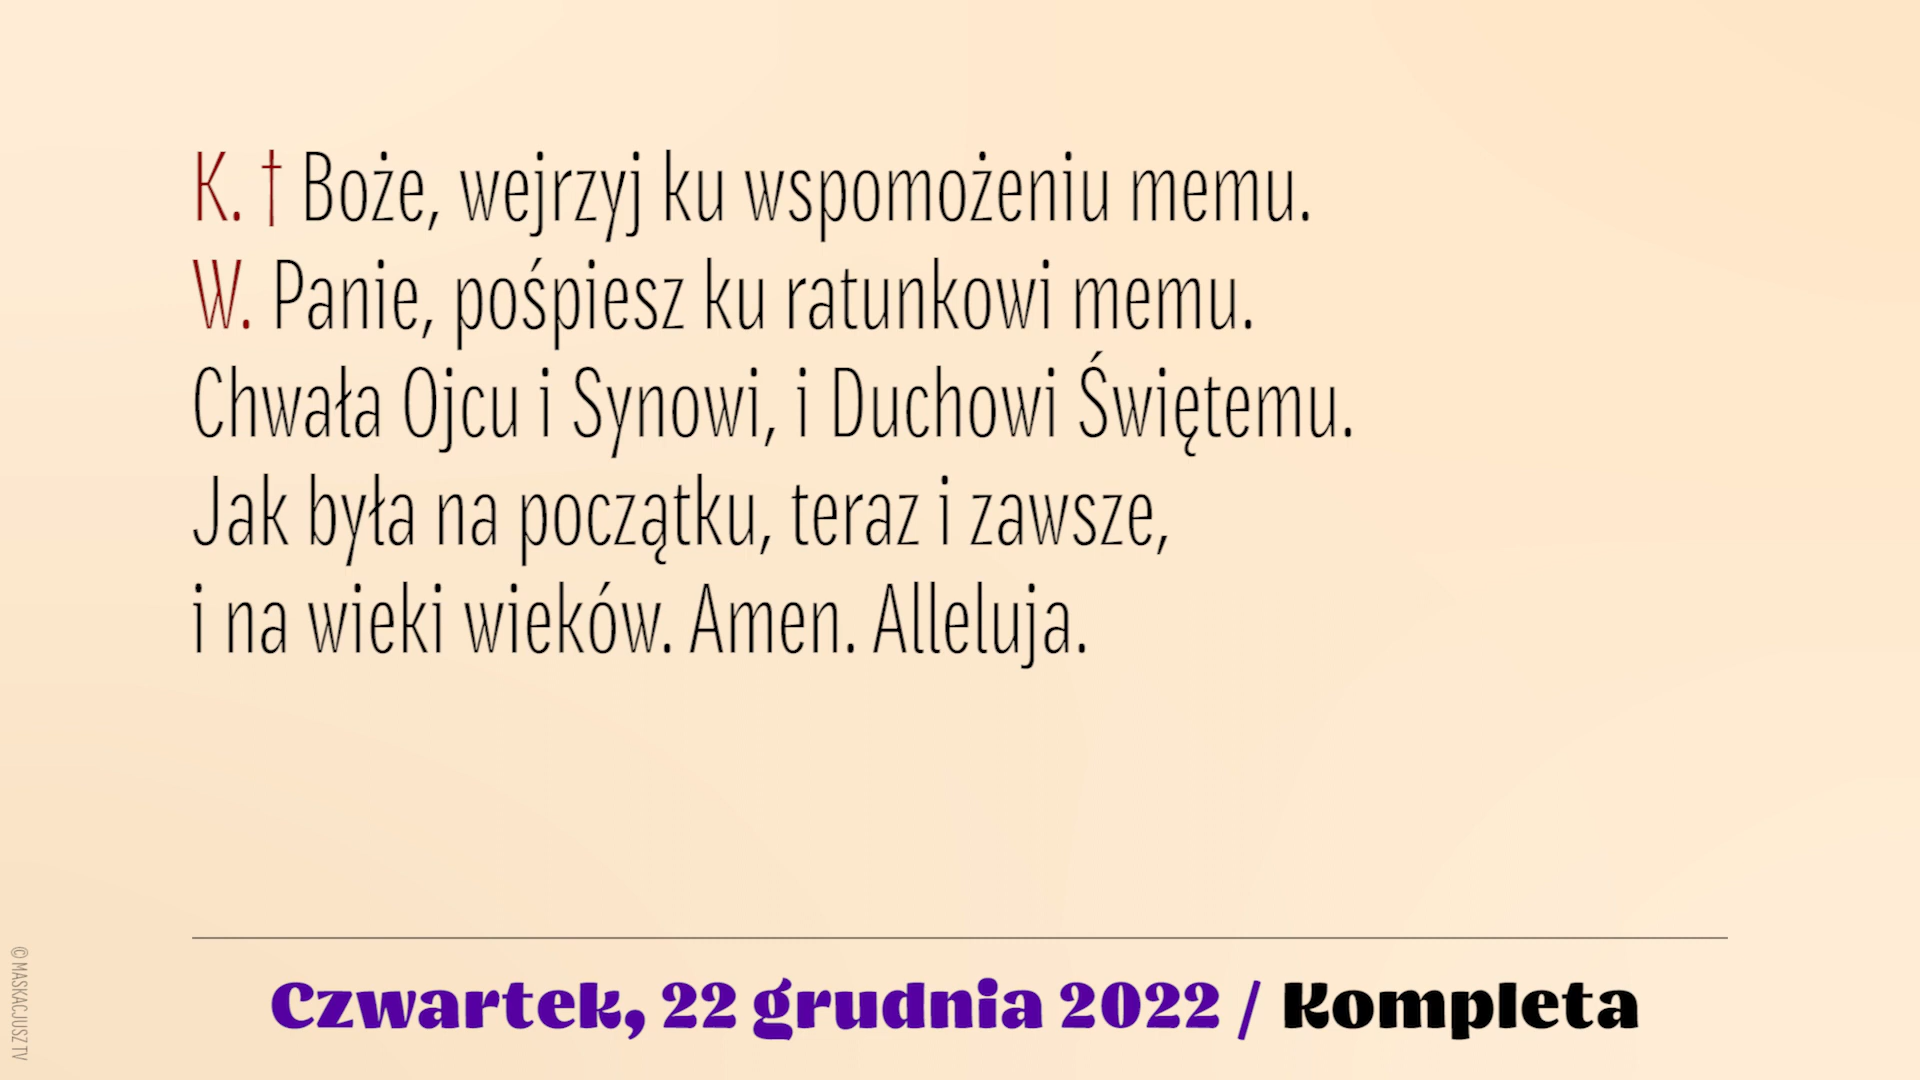 K. † Boże, wejrzyj ku wspomożeniu memu.
W. Panie, pośpiesz ku ratunkowi memu.
Chwała Ojcu i Synowi, i Duchowi Świętemu.
Jak była na początku, teraz i zawsze,
i na wieki wieków. Amen. Alleluja.
Czwartek, 22 grudnia 2022 / Kompleta
© MASKACJUSZ TV